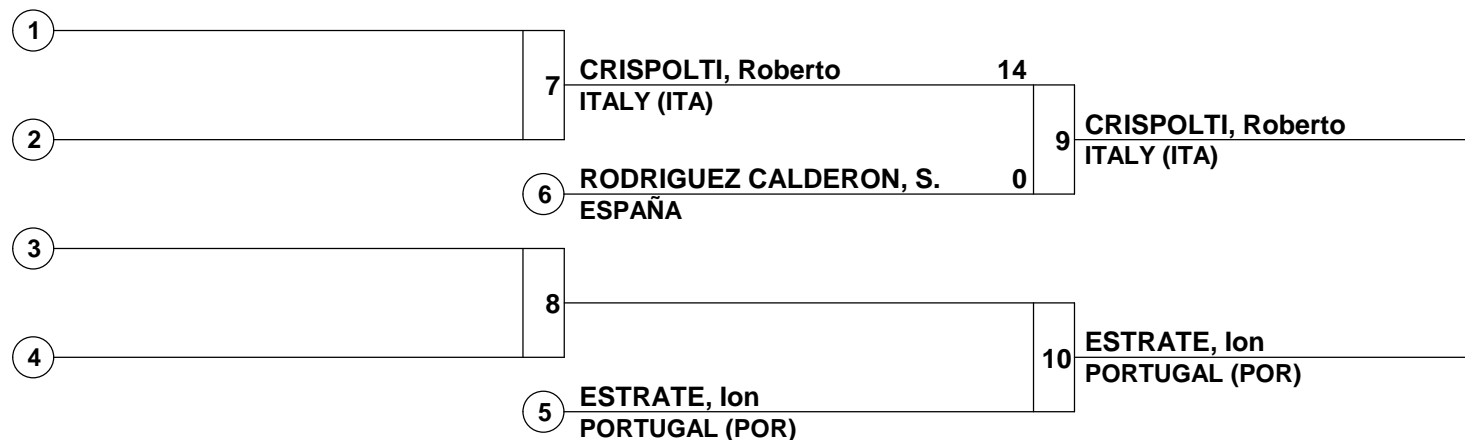 1
7 CRISPOLTI, Roberto 14
ITALY (ITA)
2
9 CRISPOLTI, Roberto
ITALY (ITA)
6 RODRIGUEZ CALDERON, S. 0
ESPAÑA
3
8
4
10 ESTRATE, Ion
PORTUGAL (POR)
5 ESTRATE, Ion
PORTUGAL (POR)